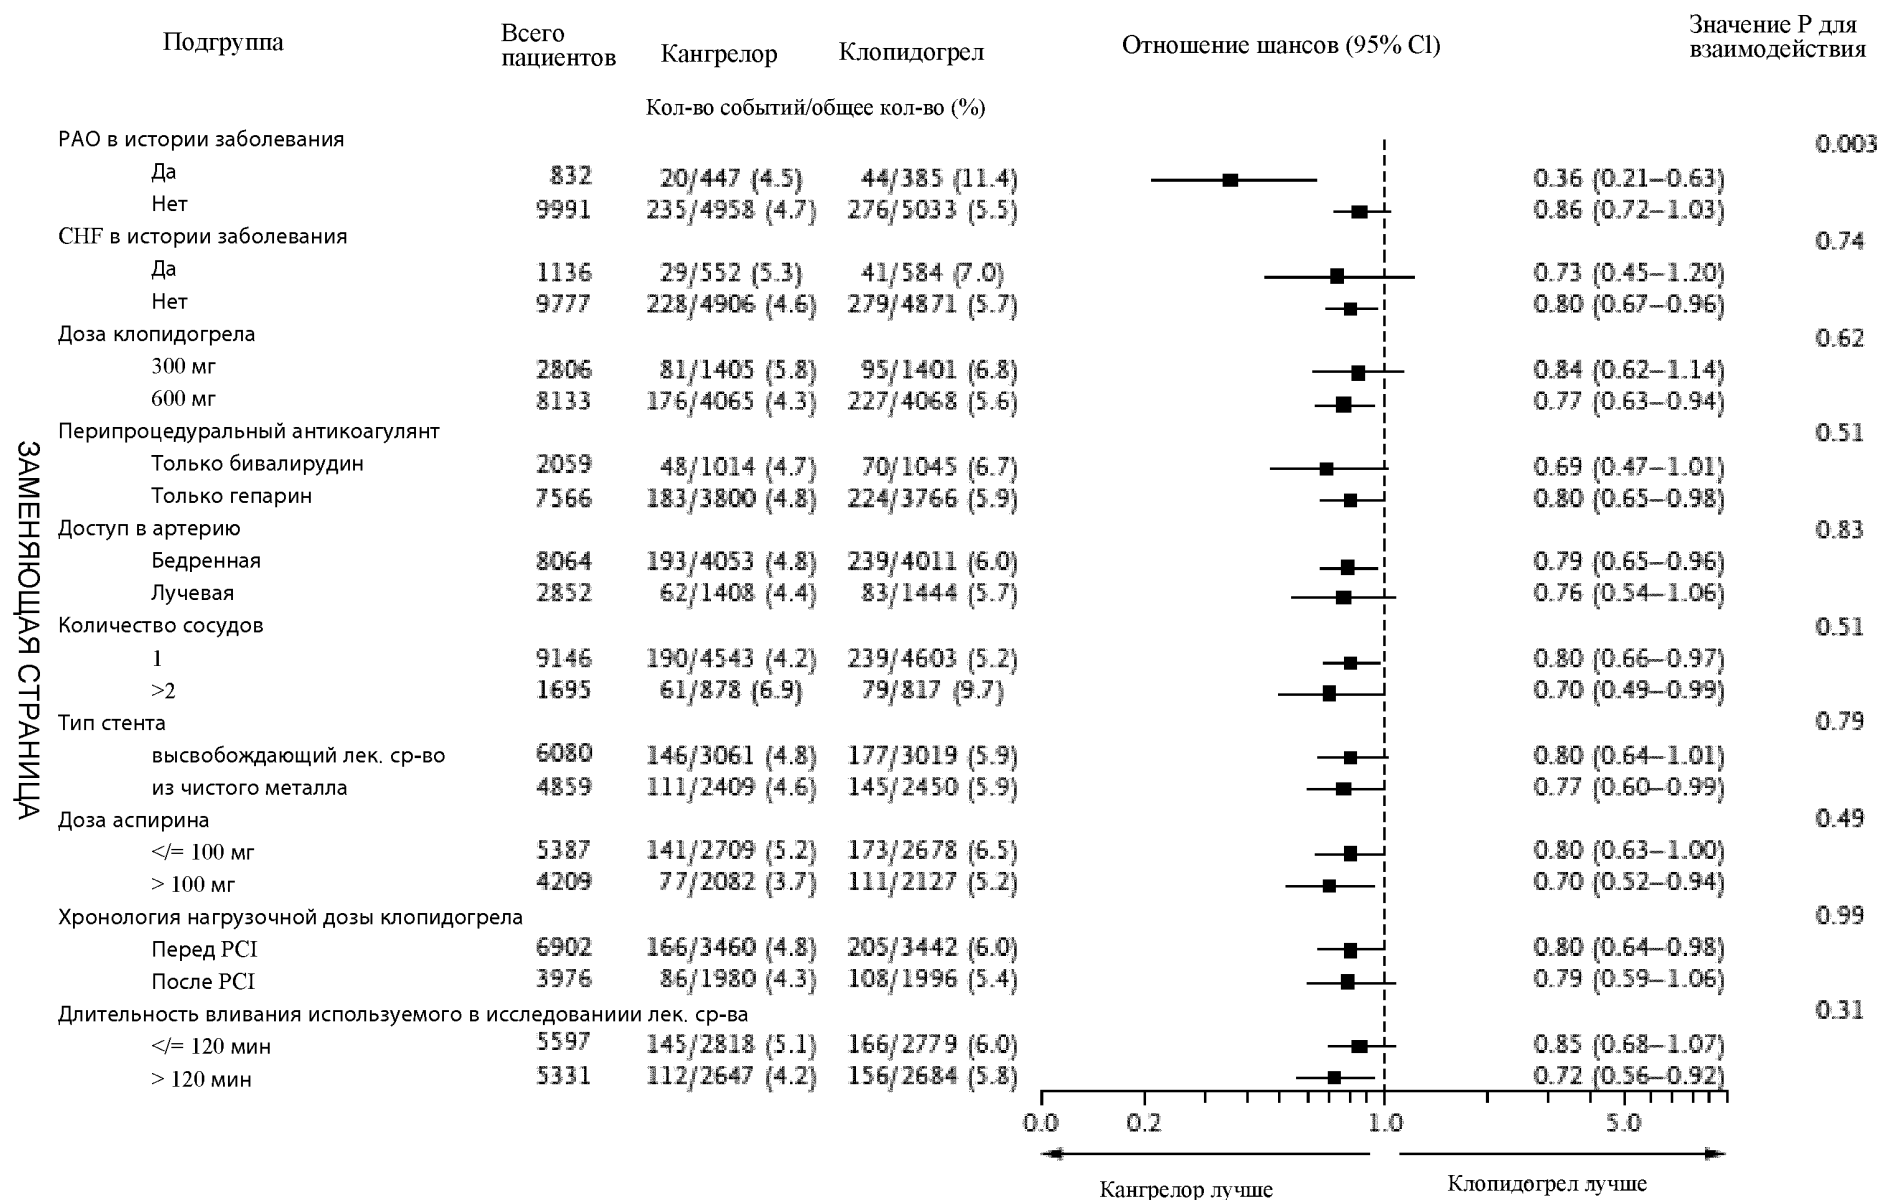 Подгруппа Всего пациентов Кангрелор Клопидогрел Отношение шансов (95% Cl) Значение P для взаимодействия
Кол-во событий/общее кол-во (%)
РАО в истории заболевания 0.003
Да 832 20/447 (4.5) 44/385 (11.4) 0.36 (0.21–0.63)
Нет 9991 235/4958 (4.7) 276/5033 (5.5) 0.86 (0.72–1.03)
CHF в истории заболевания 0.74
Да 1136 29/552 (5.3) 41/584 (7.0) 0.73 (0.45–1.20)
Нет 9777 228/4906 (4.6) 279/4871 (5.7) 0.80 (0.67–0.96)
Доза клопидогрела 0.62
300 мг 2806 81/1405 (5.8) 95/1401 (6.8) 0.84 (0.62–1.14)
600 мг 8133 176/4065 (4.3) 227/4068 (5.6) 0.77 (0.63–0.94)
Перипроцедуральный антикоагулянт 0.51
Только бивалирудин 2059 48/1014 (4.7) 70/1045 (6.7) 0.69 (0.47–1.01)
Только гепарин 7566 183/3800 (4.8) 224/3766 (5.9) 0.80 (0.65–0.98)
Доступ в артерию 0.83
Бедренная 8064 193/4053 (4.8) 239/4011 (6.0) 0.79 (0.65–0.96)
Лучевая 2852 62/1408 (4.4) 83/1444 (5.7) 0.76 (0.54–1.06)
Количество сосудов 0.51
1 9146 190/4543 (4.2) 239/4603 (5.2) 0.80 (0.66–0.97)
>2 1695 61/878 (6.9) 79/817 (9.7) 0.70 (0.49–0.99)
Тип стента 0.79
высвобождающий лек. ср-во 6080 146/3061 (4.8) 177/3019 (5.9) 0.80 (0.64–1.01)
из чистого металла 4859 111/2409 (4.6) 145/2450 (5.9) 0.77 (0.60–0.99)
Доза аспирина 0.49
</= 100 мг 5387 141/2709 (5.2) 173/2678 (6.5) 0.80 (0.63–1.00)
> 100 мг 4209 77/2082 (3.7) 111/2127 (5.2) 0.70 (0.52–0.94)
Хронология нагрузочной дозы клопидогрела 0.99
Перед PCI 6902 166/3460 (4.8) 205/3442 (6.0) 0.80 (0.64–0.98)
После PCI 3976 86/1980 (4.3) 108/1996 (5.4) 0.79 (0.59–1.06)
Длительность вливания используемого в исследованиии лек. ср-ва 0.31
</= 120 мин 5597 145/2818 (5.1) 166/2779 (6.0) 0.85 (0.68–1.07)
> 120 мин 5331 112/2647 (4.2) 156/2684 (5.8) 0.72 (0.56–0.92)
0.0 0.2 1.0 5.0
Кангрелор лучше Клопидогрел лучше
ЗАМЕНЯЮЩАЯ СТРАНИЦА